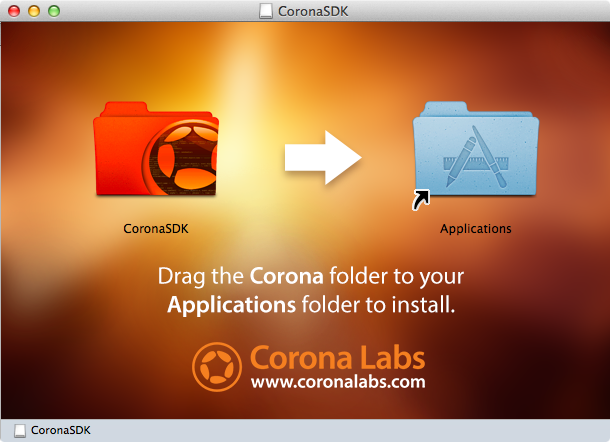 CoronaSDK
CoronaSDK
Applications
Drag the Corona folder to your
Applications folder to install.
Corona Labs
www.coronalabs.com
CoronaSDK